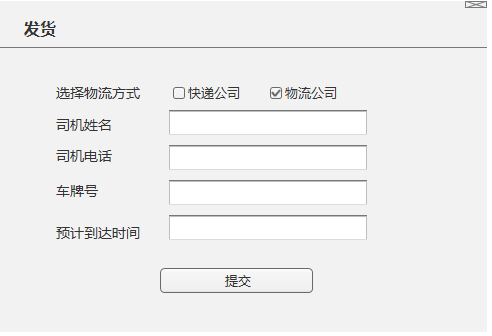 发货
选择物流方式 快递公司 物流公司
司机姓名
司机电话
车牌号
预计到达时间
提交